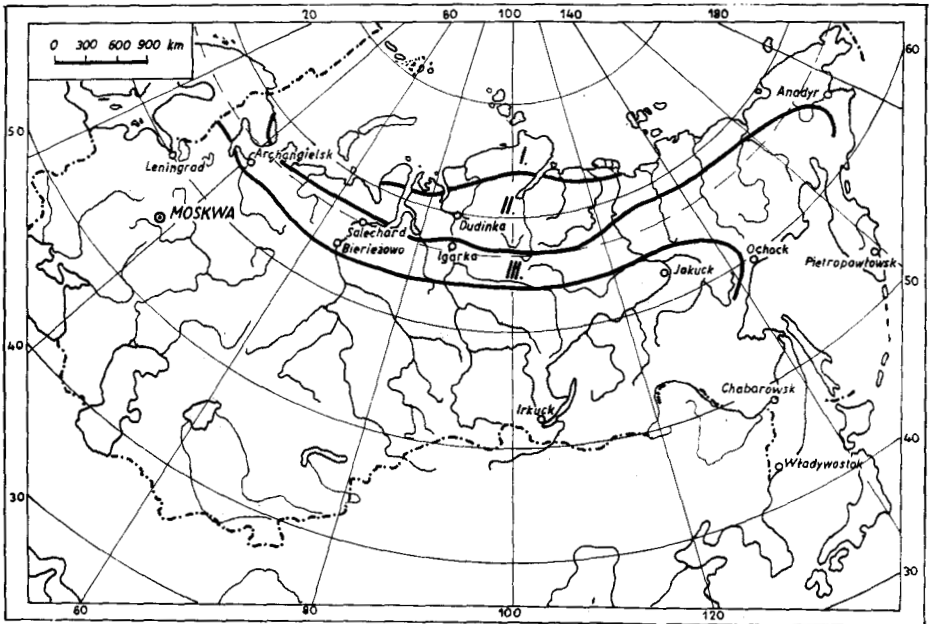 20 60 100 140 180
0 300 600 900 km
60
Anadyr
50
Leningrad
Archangielsk
I.
II.
MOSKWA
Dudinka
Salechard
Bieriezowo
Igarka
III.
Jakuck
Ochock
Pietropawłowsk
50
40
Chabarowsk
Irkuck
40
Władywostok
30
30
60 80 100 120